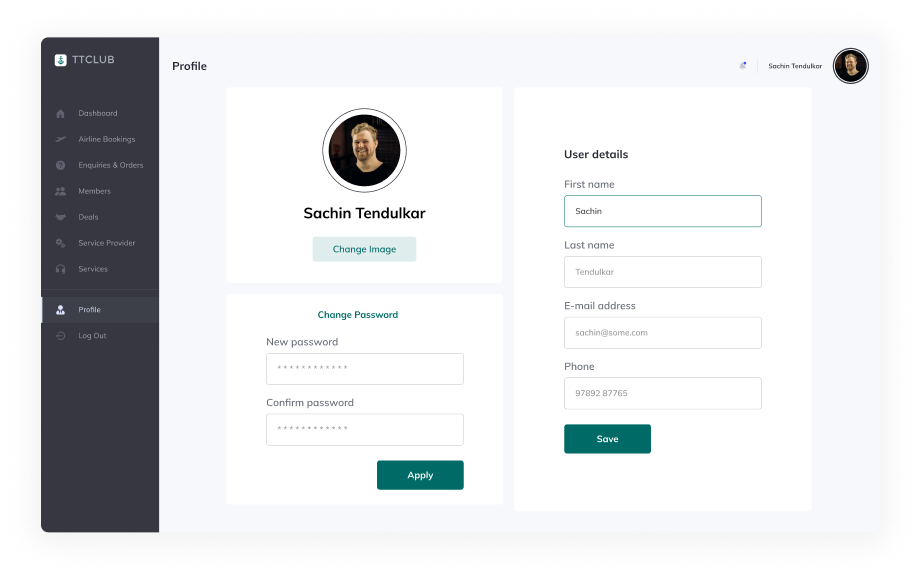 TTCLUB
Dashboard
Airline Bookings
Enquiries & Orders
Members
Deals
Service Provider
Services
Profile
Log Out
Profile
Sachin Tendulkar
Sachin Tendulkar
Change Image
Change Password
New password
* * * * * * * * * * * *
Confirm password
* * * * * * * * * * * *
Apply
User details
First name
Sachin
Last name
Tendulkar
E-mail address
sachin@some.com
Phone
97892 87765
Save